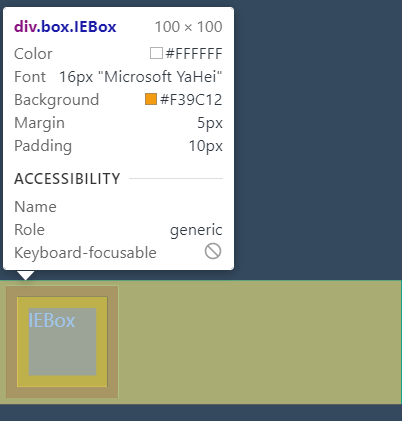 div.box.IEBox 100 × 100
Color #FFFFFF
Font 16px "Microsoft YaHei"
Background #F39C12
Margin 5px
Padding 10px
ACCESSIBILITY
Name
Role generic
Keyboard-focusable
IEBox